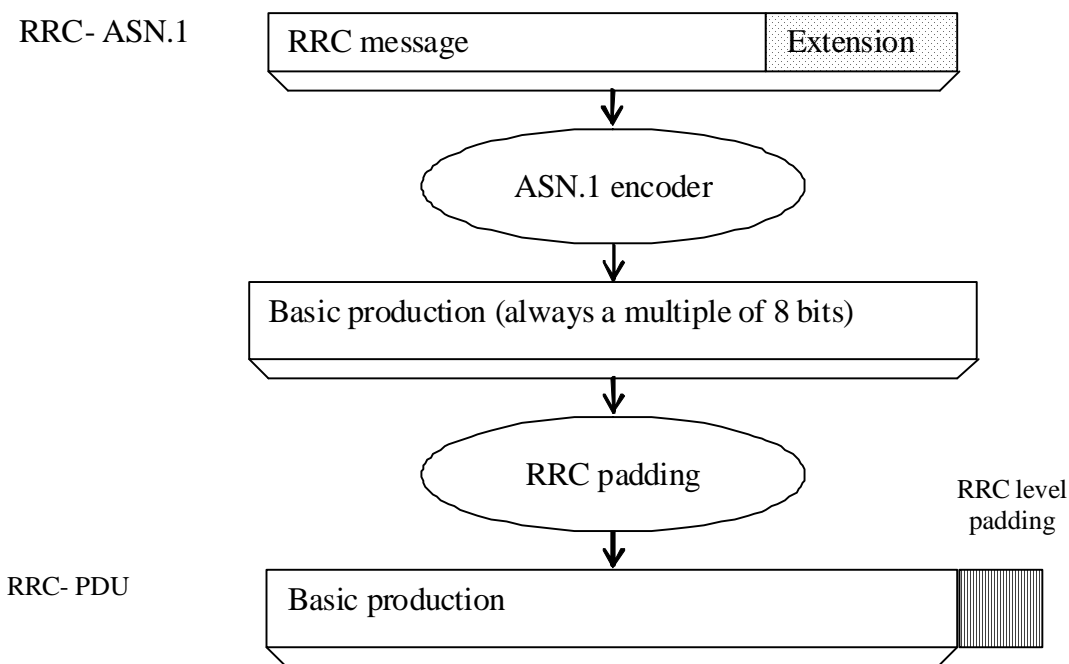 RRC- ASN.1
RRC message
Extension
ASN.1 encoder
Basic production (always a multiple of 8 bits)
RRC padding
RRC level
padding
RRC- PDU
Basic production